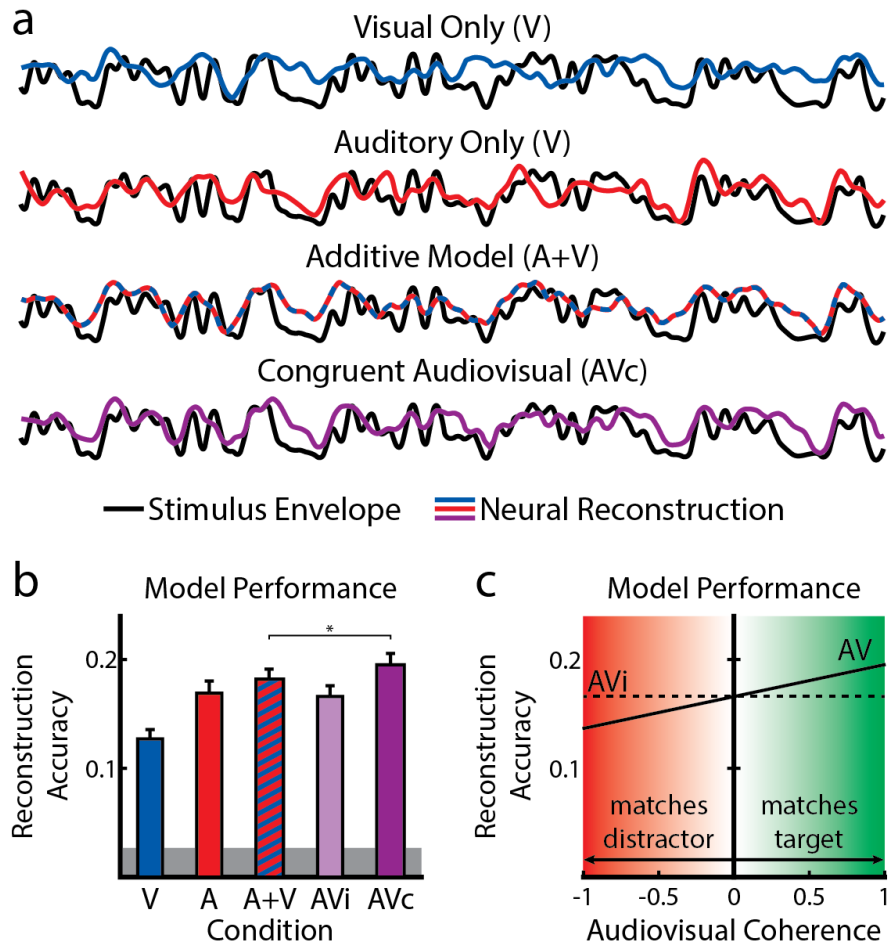 a
Visual Only (V)
Auditory Only (V)
Additive Model (A+V)
Congruent Audiovisual (AVc)
Stimulus Envelope
Neural Reconstruction
b
Model Performance
*
Reconstruction
Accuracy
0.2
0.1
V A A+V AVi AVc
Condition
c
Model Performance
Reconstruction
Accuracy
0.2
0.1
AVi
AV
matches
distractor
matches
target
-1 -0.5 0 0.5 1
Audiovisual Coherence